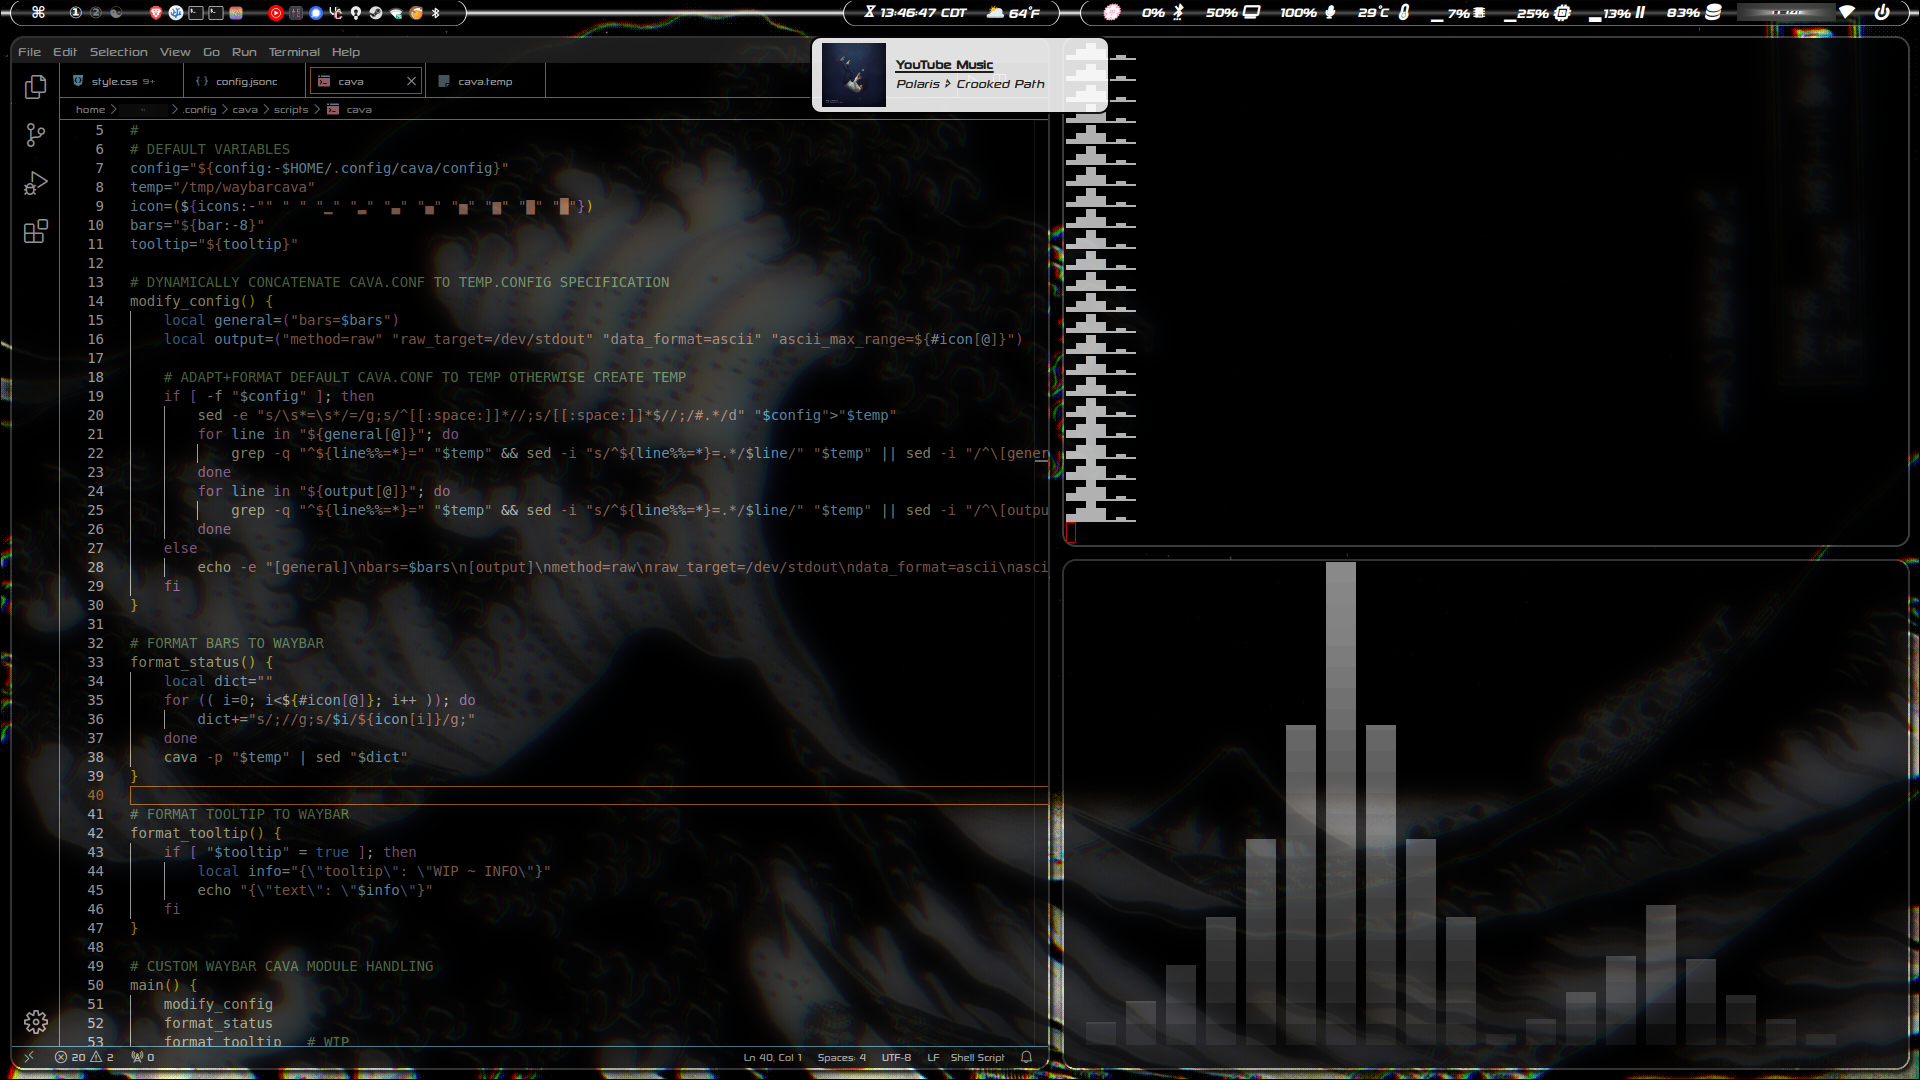 ⌘ ① ② ☯
13:46:47 CDT
64°F
0% 50% 100% 29°C 7% 25% 13% 83%
File Edit Selection View Go Run Terminal Help
style.css 9+
config.jsonc
cava
cava.temp
YouTube Music
Polaris > Crooked Path
home > > .config > cava > scripts > cava
5 #
6 # DEFAULT VARIABLES
7 config="${config:-$HOME/.config/cava/config}"
8 temp="/tmp/waybarcava"
9 icon=(${icons:-"" " " "▁" "▂" "▃" "▄" "▅" "▆" "▇" "█"})
10 bars="${bar:-8}"
11 tooltip="${tooltip}"
12
13 # DYNAMICALLY CONCATENATE CAVA.CONF TO TEMP.CONFIG SPECIFICATION
14 modify_config() {
15 local general=("bars=$bars")
16 local output=("method=raw" "raw_target=/dev/stdout" "data_format=ascii" "ascii_max_range=${#icon[@]}")
17
18 # ADAPT+FORMAT DEFAULT CAVA.CONF TO TEMP OTHERWISE CREATE TEMP
19 if [ -f "$config" ]; then
20 sed -e "s/\s*=\s*/=/g;s/^[[:space:]]*//;s/[[:space:]]*$//;/#.*/d" "$config">"$temp"
21 for line in "${general[@]}"; do
22 grep -q "^${line%%=*}=" "$temp" && sed -i "s/^${line%%=*}=.*/$line/" "$temp" || sed -i "/^\[gener
23 done
24 for line in "${output[@]}"; do
25 grep -q "^${line%%=*}=" "$temp" && sed -i "s/^${line%%=*}=.*/$line/" "$temp" || sed -i "/^\[outpu
26 done
27 else
28 echo -e "[general]\nbars=$bars\n[output]\nmethod=raw\nraw_target=/dev/stdout\ndata_format=ascii\nasci
29 fi
30 }
31
32 # FORMAT BARS TO WAYBAR
33 format_status() {
34 local dict=""
35 for (( i=0; i<${#icon[@]}; i++ )); do
36 dict+="s/;//g;s/$i/${icon[i]}/g;"
37 done
38 cava -p "$temp" | sed "$dict"
39 }
40
41 # FORMAT TOOLTIP TO WAYBAR
42 format_tooltip() {
43 if [ "$tooltip" = true ]; then
44 local info="{\"tooltip\": \"WIP ~ INFO\"}"
45 echo "{\"text\": \"$info\"}"
46 fi
47 }
48
49 # CUSTOM WAYBAR CAVA MODULE HANDLING
50 main() {
51 modify_config
52 format_status
53 format_tooltip # WIP
20 2 0
Ln 40, Col 1 Spaces: 4 UTF-8 LF Shell Script